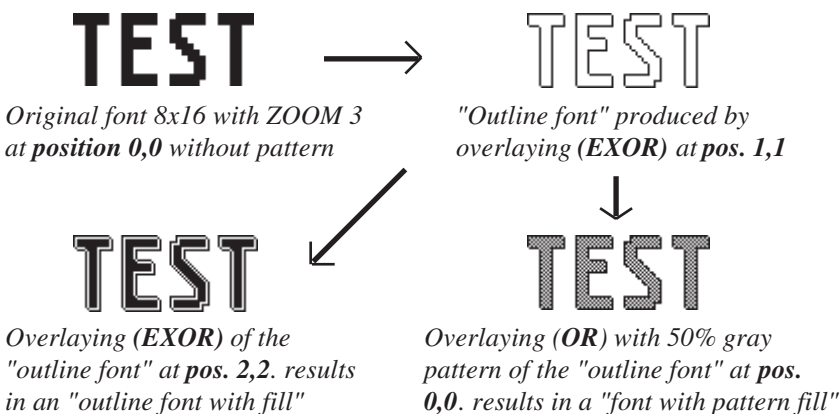 TEST
Original font 8x16 with ZOOM 3
at position 0,0 without pattern
TEST
"Outline font" produced by
overlaying (EXOR) at pos. 1,1
TEST
Overlaying (EXOR) of the
"outline font" at pos. 2,2. results
in an "outline font with fill"
TEST
Overlaying (OR) with 50% gray
pattern of the "outline font" at pos.
0,0. results in a "font with pattern fill"